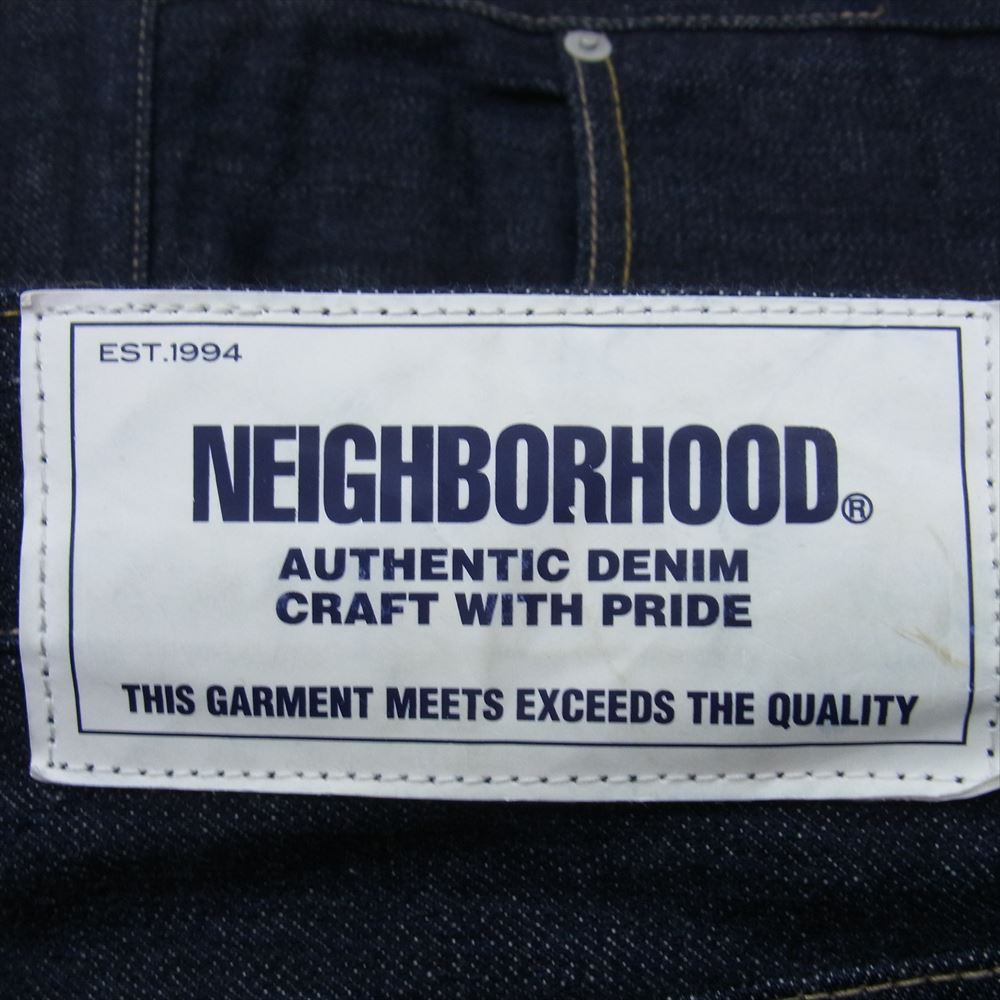 EST.1994
NEIGHBORHOOD®
AUTHENTIC DENIM
CRAFT WITH PRIDE
THIS GARMENT MEETS EXCEEDS THE QUALITY